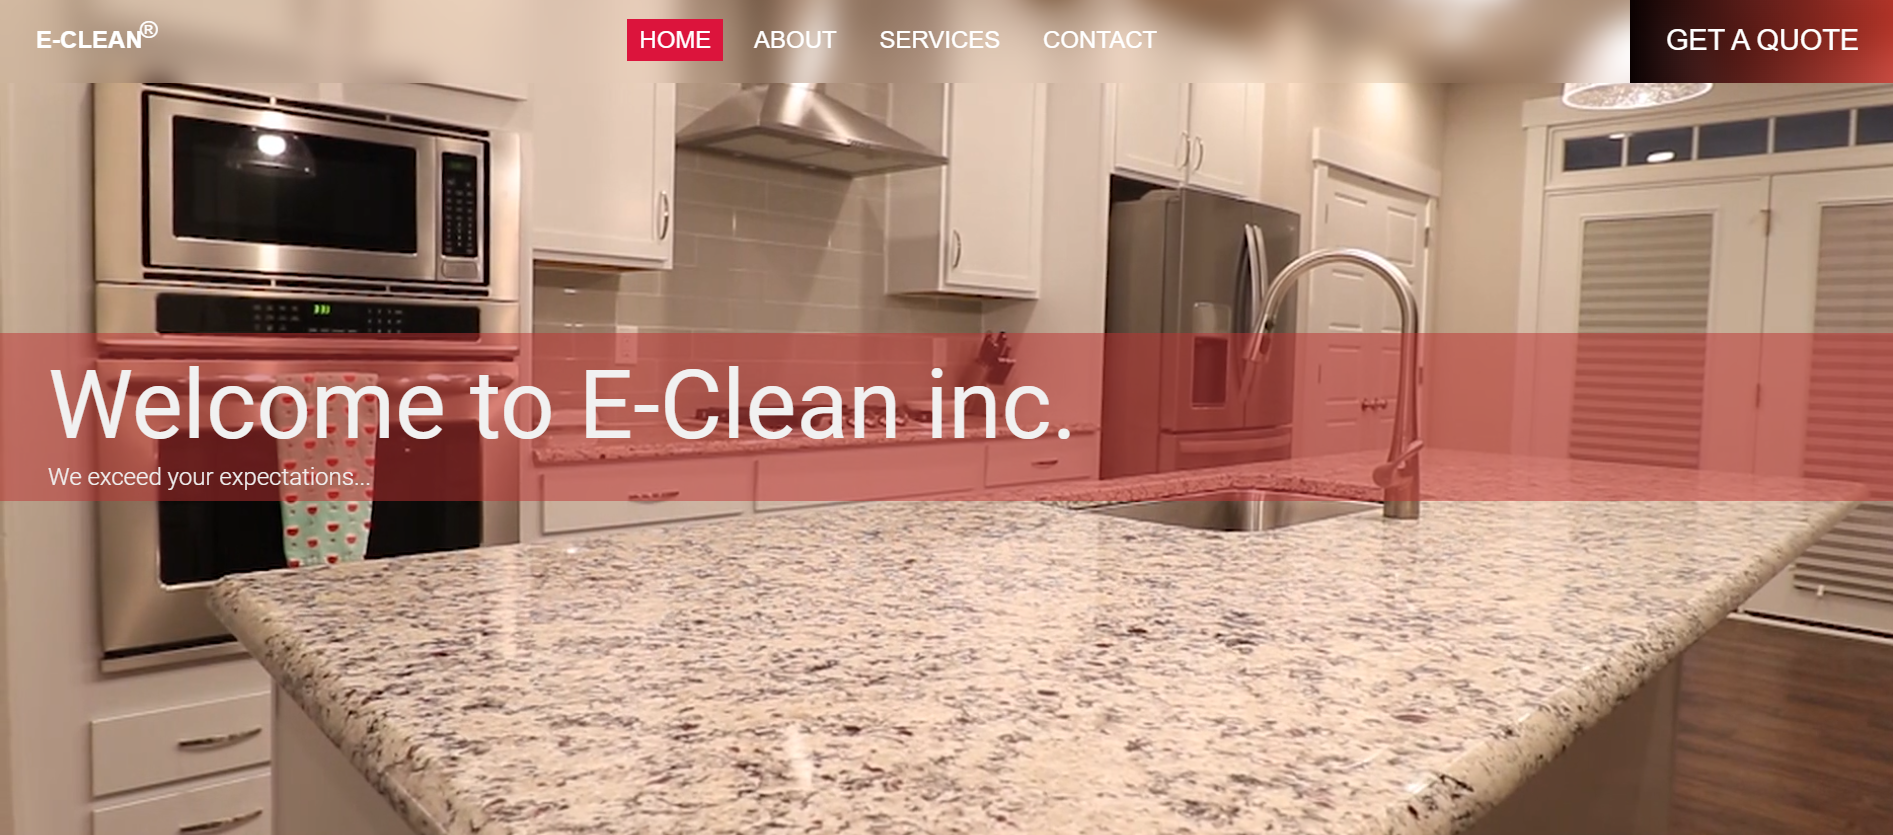 E-CLEAN®
HOME ABOUT SERVICES CONTACT
GET A QUOTE
Welcome to E-Clean inc.
We exceed your expectations...